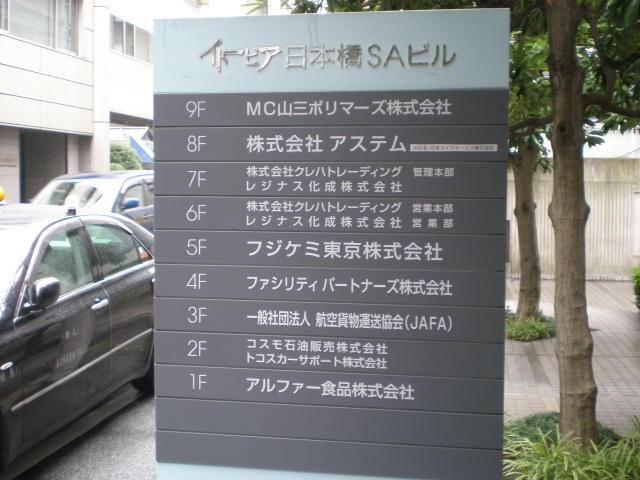 イトーピア日本橋SAビル
9F MC山三ポリマーズ株式会社
8F 株式会社 アステム
7F 株式会社クレハトレーディング 管理本部
レジナス化成株式会社
6F 株式会社クレハトレーディング 営業本部
レジナス化成株式会社 営業部
5F フジケミ東京株式会社
4F ファシリティパートナーズ株式会社
3F 一般社団法人 航空貨物運送協会(JAFA)
2F コスモ石油販売株式会社
トコスカーサポート株式会社
1F アルファー食品株式会社